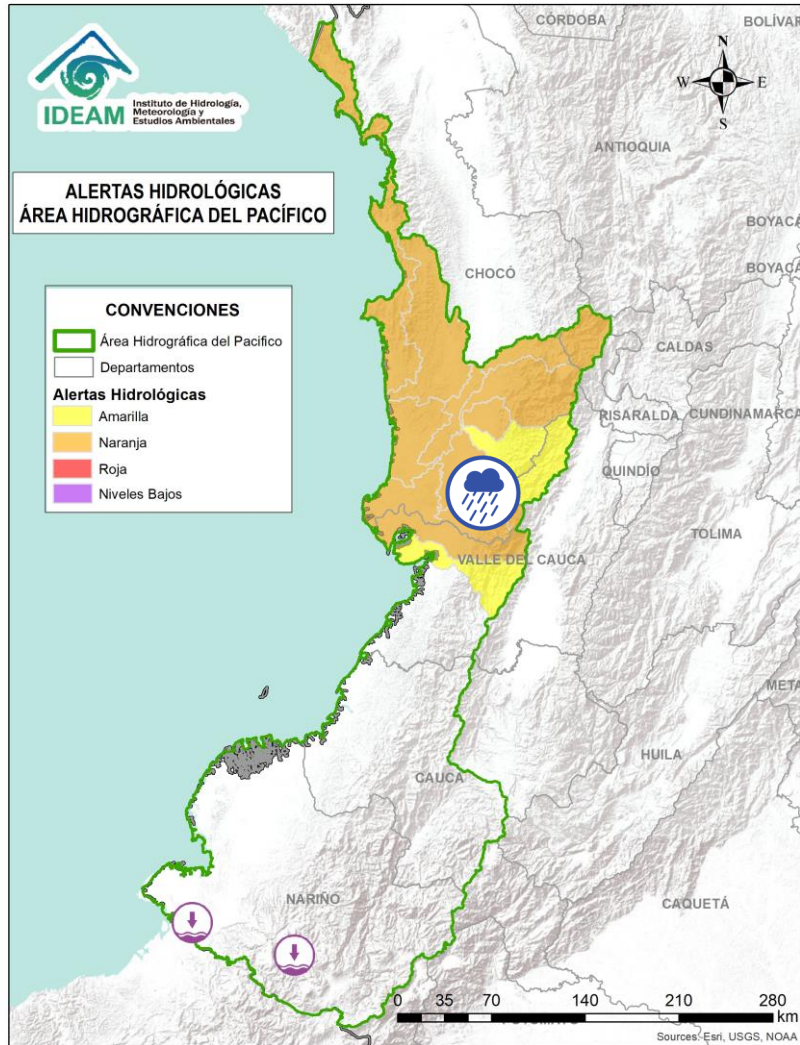 IDEAM
Instituto de Hidrología,
Meteorología y
Estudios Ambientales
ALERTAS HIDROLÓGICAS
ÁREA HIDROGRÁFICA DEL PACÍFICO
CONVENCIONES
Área Hidrográfica del Pacifico
Departamentos
Alertas Hidrológicas
Amarilla
Naranja
Roja
Niveles Bajos
CÓRDOBA
BOLÍVAR
N
W
E
S
ANTIOQUIA
BOYACÁ
CHOCÓ
BOYACÁ
CALDAS
RISARALDA
CUNDINAMARCA
QUINDÍO
TOLIMA
VALLE DEL CAUCA
META
HUILA
CAUCA
NARIÑO
CAQUETÁ
0 35 70 140 210 280
km
Sources: Esri, USGS, NOAA